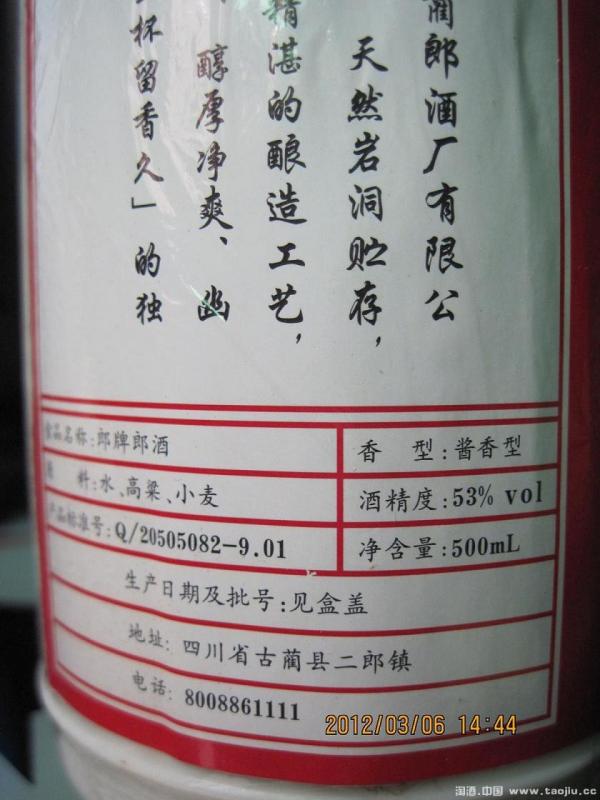 蔺郎酒厂有限公
天然岩洞贮存，
精湛的酿造工艺，
醇厚净爽、幽
杯留香久」的独
食品名称：郎牌郎酒
香 型：酱香型
料：水、高粱、小麦
酒精度：53% vol
产品标准号：Q/20505082-9.01
净含量：500mL
生产日期及批号：见盒盖
地址：四川省古蔺县二郎镇
电话：8008861111
2012/03/06 14:44
淘酒.中国 www.taojiu.cc